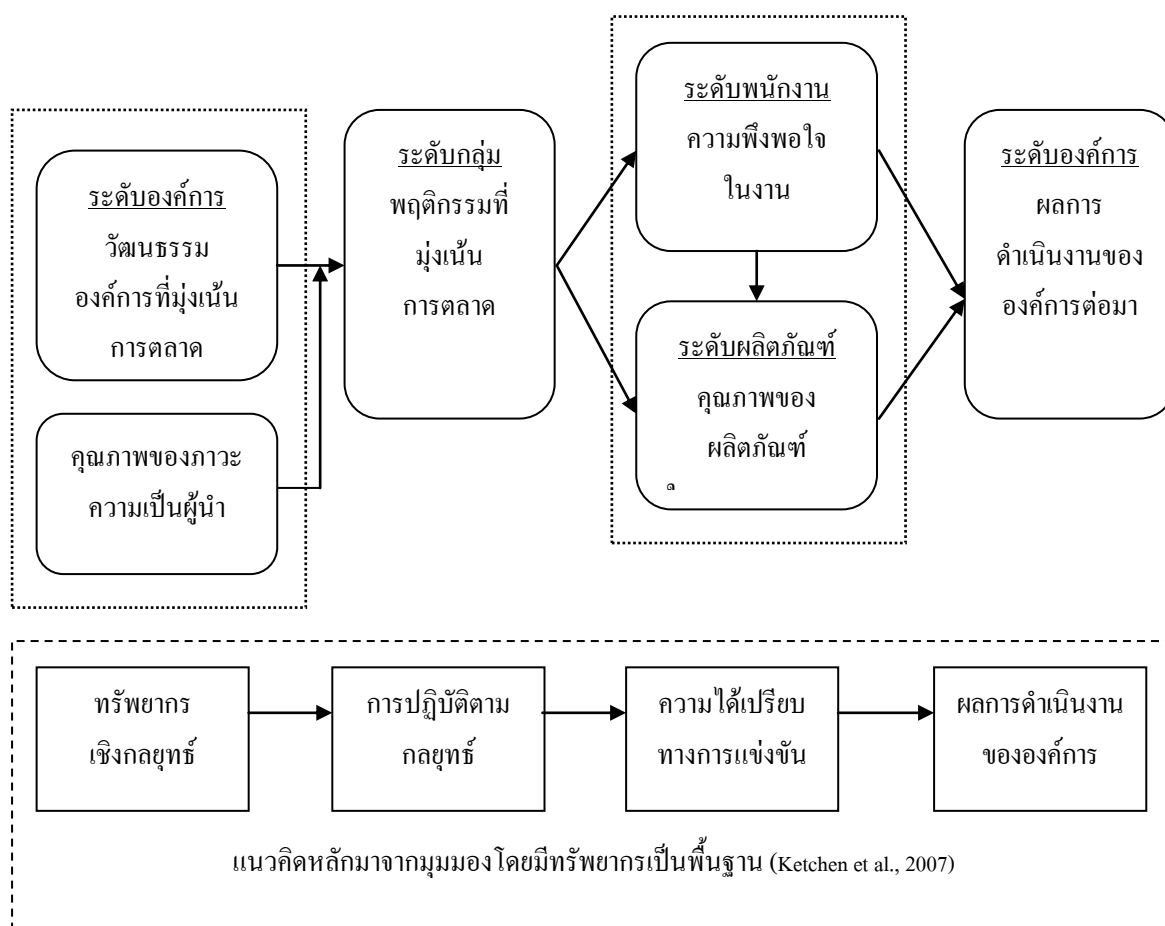 ระดับองค์การ
วัฒนธรรม
องค์การที่มุ่งเน้น
การตลาด
คุณภาพของภาวะ
ความเป็นผู้นำ
ระดับกลุ่ม
พฤติกรรมที่
มุ่งเน้น
การตลาด
ระดับพนักงาน
ความพึงพอใจ
ในงาน
ระดับผลิตภัณฑ์
คุณภาพของ
ผลิตภัณฑ์
ระดับองค์การ
ผลการ
ดำเนินงานของ
องค์การต่อมา
ทรัพยากร
เชิงกลยุทธ์
การปฏิบัติตาม
กลยุทธ์
ความได้เปรียบ
ทางการแข่งขัน
ผลการดำเนินงาน
ขององค์การ
แนวคิดหลักมาจากมุมมองโดยมีทรัพยากรเป็นพื้นฐาน (Ketchen et al., 2007)